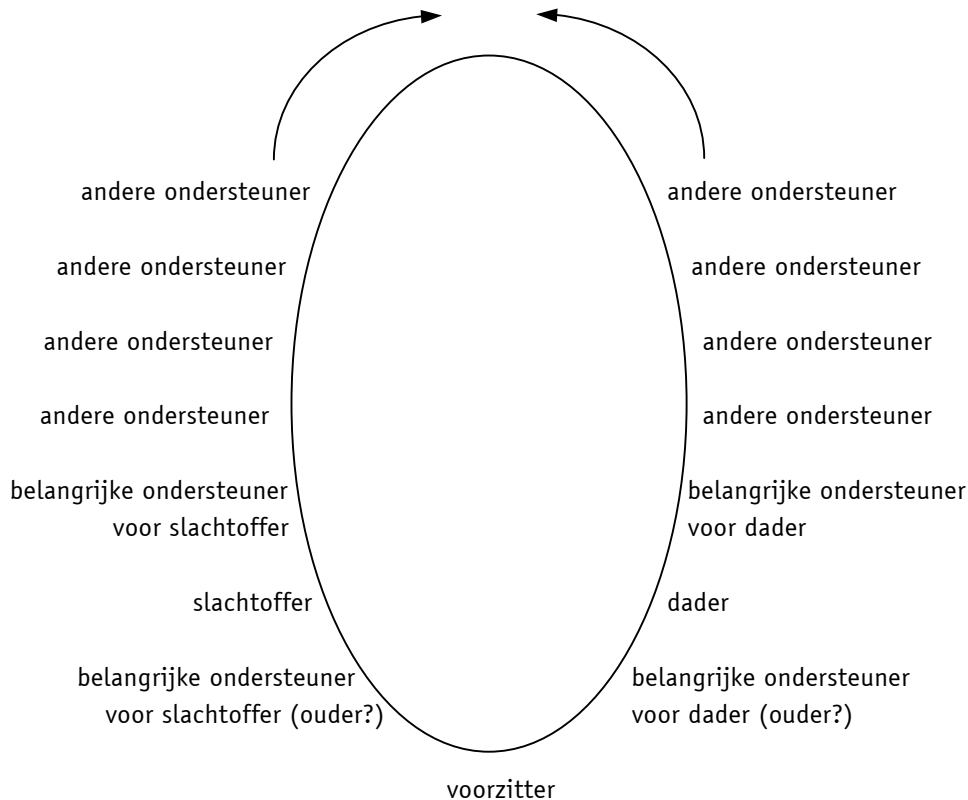 andere ondersteuner
andere ondersteuner
andere ondersteuner
andere ondersteuner
andere ondersteuner
andere ondersteuner
andere ondersteuner
andere ondersteuner
belangrijke ondersteuner
voor slachtoffer
belangrijke ondersteuner
voor dader
slachtoffer
dader
belangrijke ondersteuner
voor slachtoffer (ouder?)
belangrijke ondersteuner
voor dader (ouder?)
voorzitter